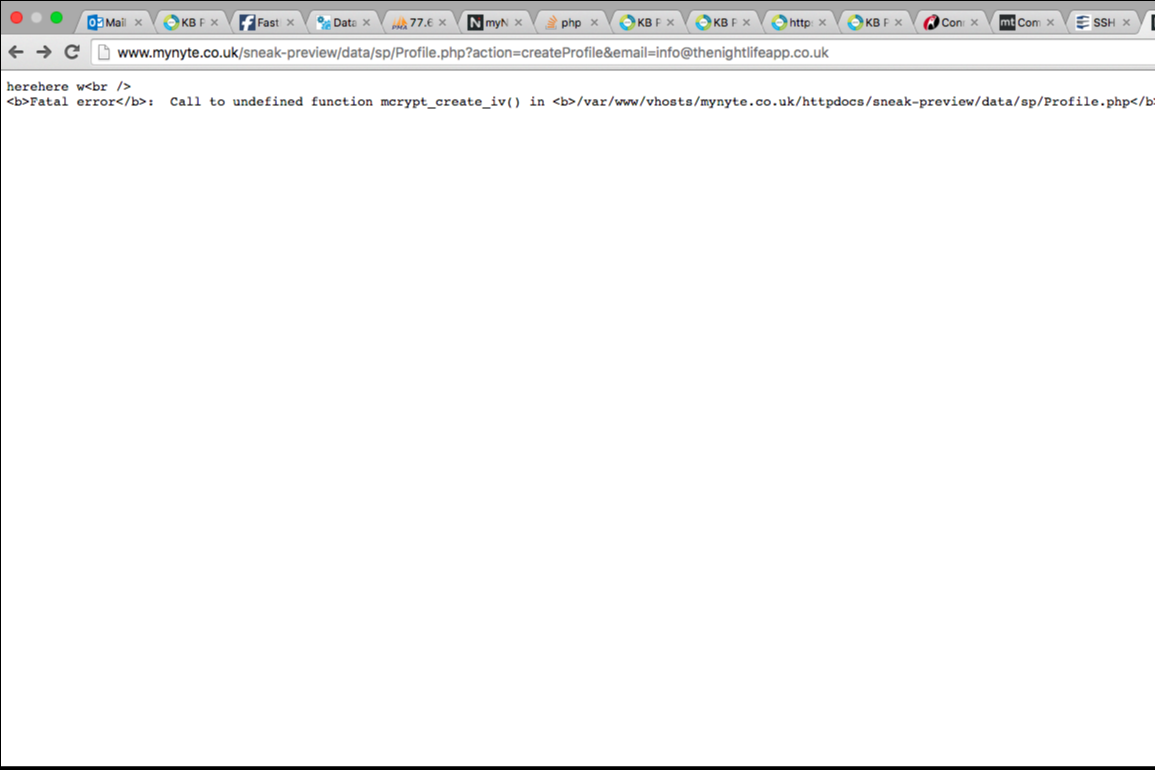 Mail KB F Fast Data 77.6 myN php KB F KB F http: KB F Conn mt Com SSH
www.mynyte.co.uk/sneak-preview/data/sp/Profile.php?action=createProfile&email=info@thenightlifeapp.co.uk
herehere w<br />
<b>Fatal error</b>:  Call to undefined function mcrypt_create_iv() in <b>/var/www/vhosts/mynyte.co.uk/httpdocs/sneak-preview/data/sp/Profile.php</b>